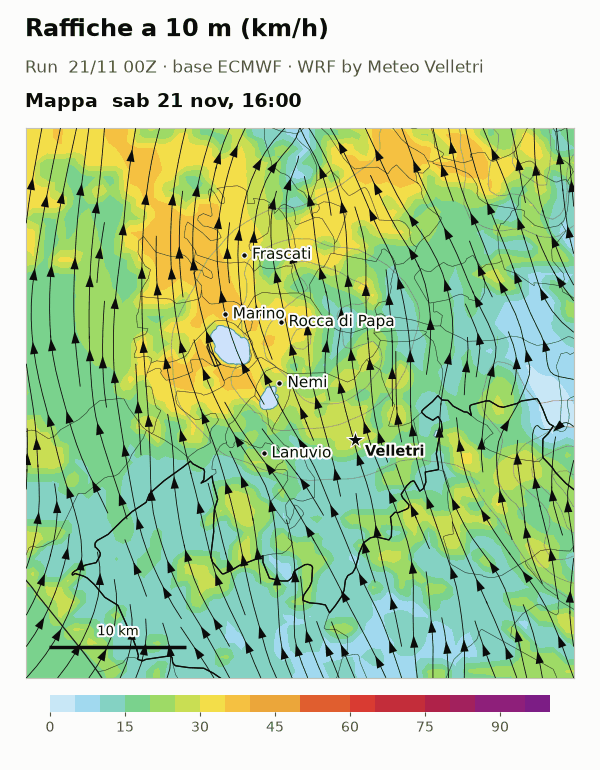 Raffiche a 10 m (km/h)
Run  21/11 00Z · base ECMWF · WRF by Meteo Velletri
Mappa  sab 21 nov, 16:00
Frascati
Marino
Rocca di Papa
Nemi
Velletri
Lanuvio
10 km
0 15 30 45 60 75 90